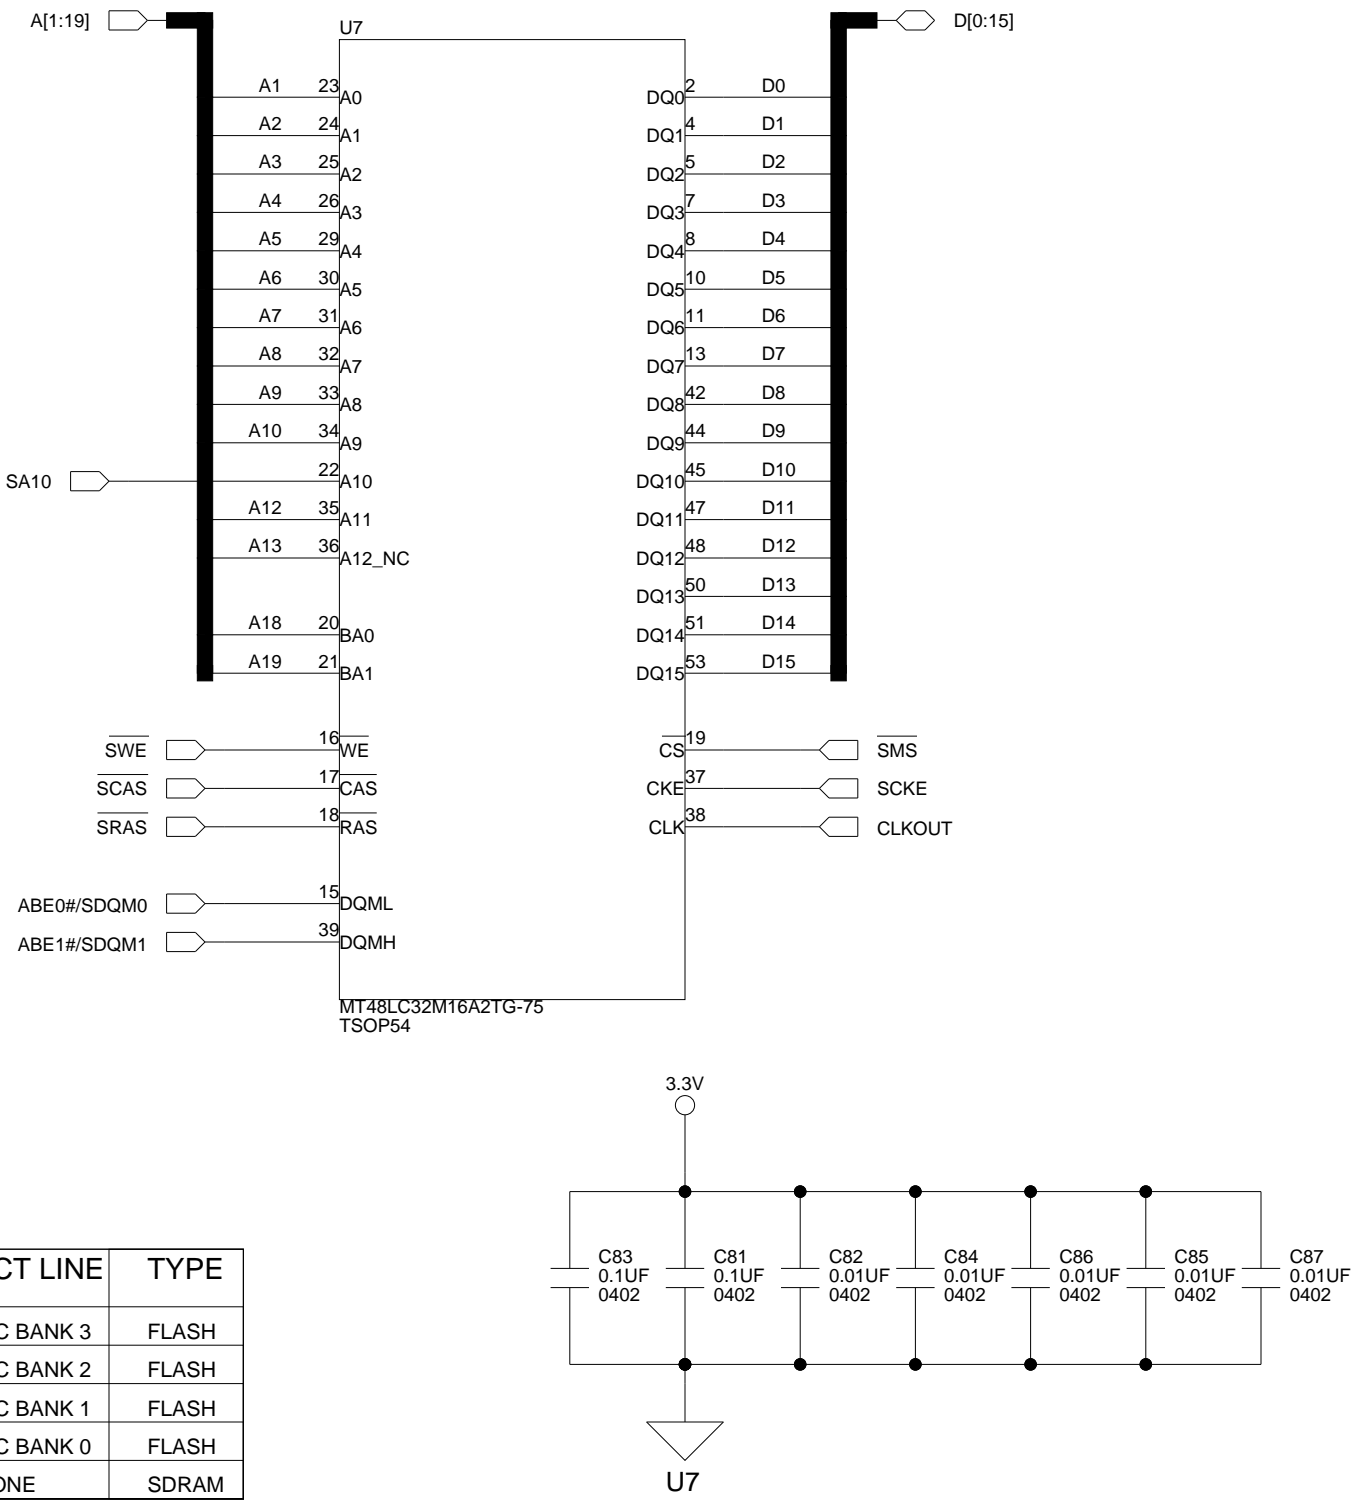 A[1:19]
D[0:15]
U7
A1 23 A0 DQ0 2 D0
A2 24 A1 DQ1 4 D1
A3 25 A2 DQ2 5 D2
A4 26 A3 DQ3 7 D3
A5 29 A4 DQ4 8 D4
A6 30 A5 DQ5 10 D5
A7 31 A6 DQ6 11 D6
A8 32 A7 DQ7 13 D7
A9 33 A8 DQ8 42 D8
A10 34 A9 DQ9 44 D9
SA10 22 A10 DQ10 45 D10
A12 35 A11 DQ11 47 D11
A13 36 A12_NC DQ12 48 D12
DQ13 50 D13
A18 20 BA0 DQ14 51 D14
A19 21 BA1 DQ15 53 D15
SWE 16 WE CS 19 SMS
SCAS 17 CAS CKE 37 SCKE
SRAS 18 RAS CLK 38 CLKOUT
ABE0#/SDQM0 15 DQML
ABE1#/SDQM1 39 DQMH
MT48LC32M16A2TG-75
TSOP54
3.3V
C83 C81 C82 C84 C86 C85 C87
0.1UF 0.1UF 0.01UF 0.01UF 0.01UF 0.01UF 0.01UF
0402 0402 0402 0402 0402 0402 0402
U7
CT LINE TYPE
C BANK 3 FLASH
C BANK 2 FLASH
C BANK 1 FLASH
C BANK 0 FLASH
ONE SDRAM